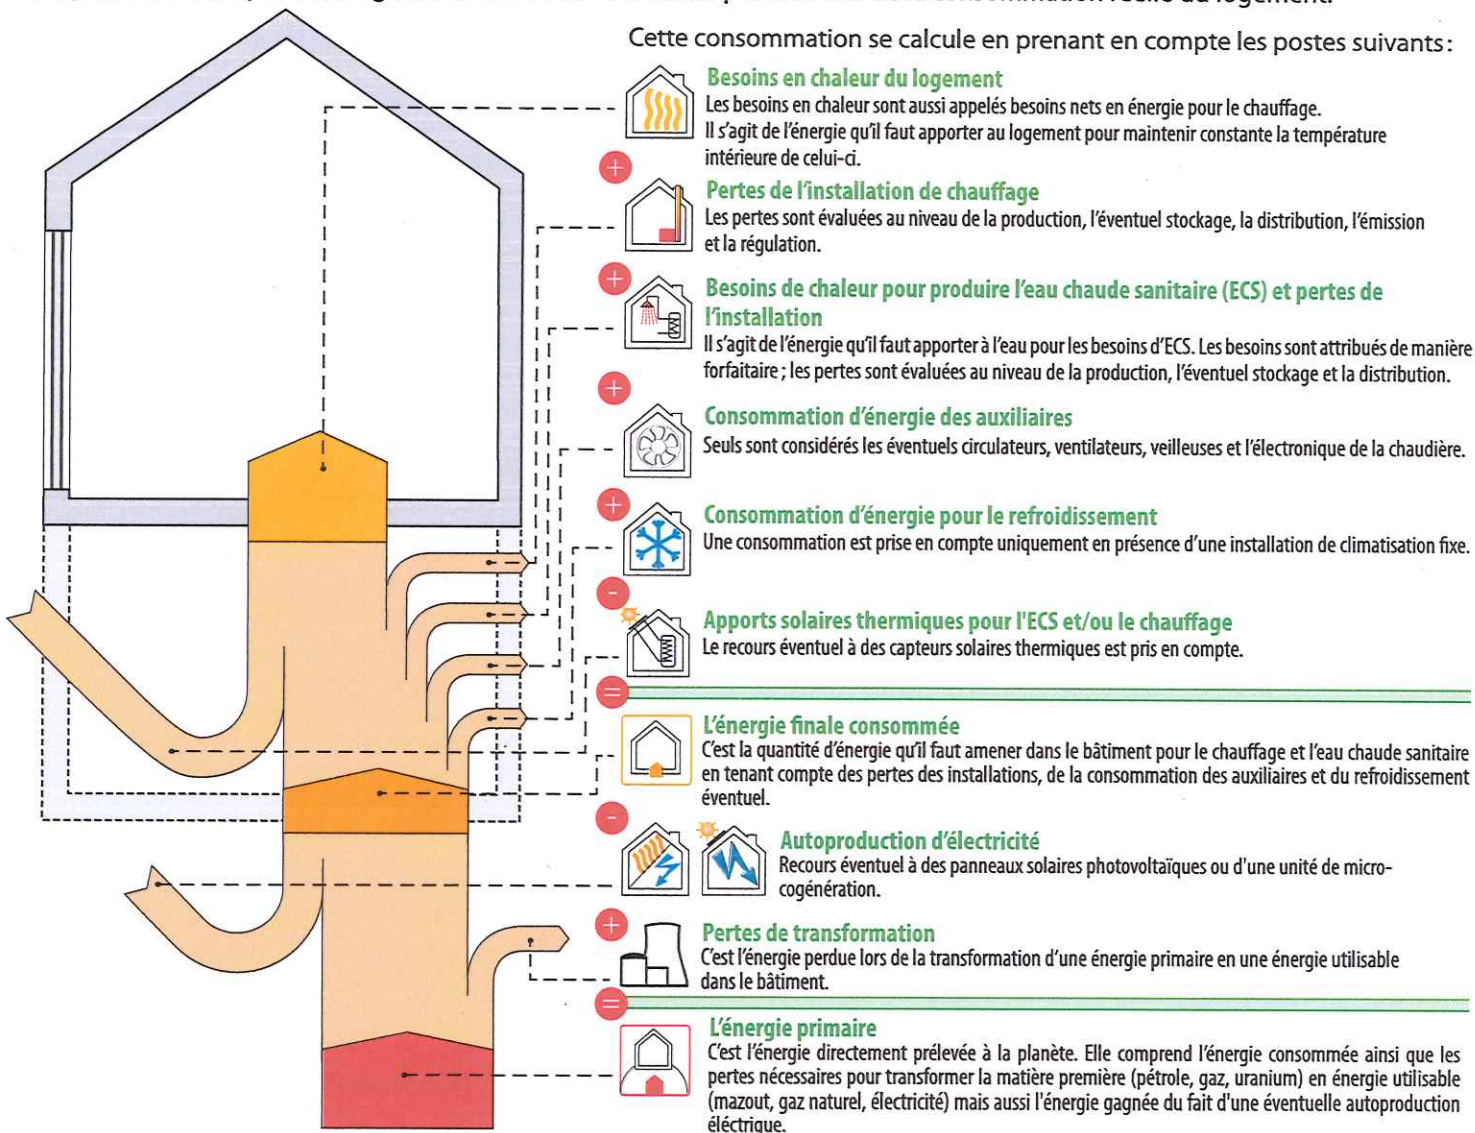 consommation réelle du logement.
Cette consommation se calcule en prenant en compte les postes suivants :
Besoins en chaleur du logement
Les besoins en chaleur sont aussi appelés besoins nets en énergie pour le chauffage.
Il s'agit de l'énergie qu'il faut apporter au logement pour maintenir constante la température
intérieure de celui-ci.
+
Pertes de l'installation de chauffage
Les pertes sont évaluées au niveau de la production, l'éventuel stockage, la distribution, l'émission
et la régulation.
+
Besoins de chaleur pour produire l'eau chaude sanitaire (ECS) et pertes de
l'installation
Il s'agit de l'énergie qu'il faut apporter à l'eau pour les besoins d'ECS. Les besoins sont attribués de manière
forfaitaire ; les pertes sont évaluées au niveau de la production, l'éventuel stockage et la distribution.
+
Consommation d'énergie des auxiliaires
Seuls sont considérés les éventuels circulateurs, ventilateurs, veilleuses et l'électronique de la chaudière.
+
Consommation d'énergie pour le refroidissement
Une consommation est prise en compte uniquement en présence d'une installation de climatisation fixe.
-
Apports solaires thermiques pour l'ECS et/ou le chauffage
Le recours éventuel à des capteurs solaires thermiques est pris en compte.
=
L'énergie finale consommée
C'est la quantité d'énergie qu'il faut amener dans le bâtiment pour le chauffage et l'eau chaude sanitaire
en tenant compte des pertes des installations, de la consommation des auxiliaires et du refroidissement
éventuel.
-
Autoproduction d'électricité
Recours éventuel à des panneaux solaires photovoltaïques ou d'une unité de micro-
cogénération.
+
Pertes de transformation
C'est l'énergie perdue lors de la transformation d'une énergie primaire en une énergie utilisable
dans le bâtiment.
=
L'énergie primaire
C'est l'énergie directement prélevée à la planète. Elle comprend l'énergie consommée ainsi que les
pertes nécessaires pour transformer la matière première (pétrole, gaz, uranium) en énergie utilisable
(mazout, gaz naturel, électricité) mais aussi l'énergie gagnée du fait d'une éventuelle autoproduction
éléctrique.